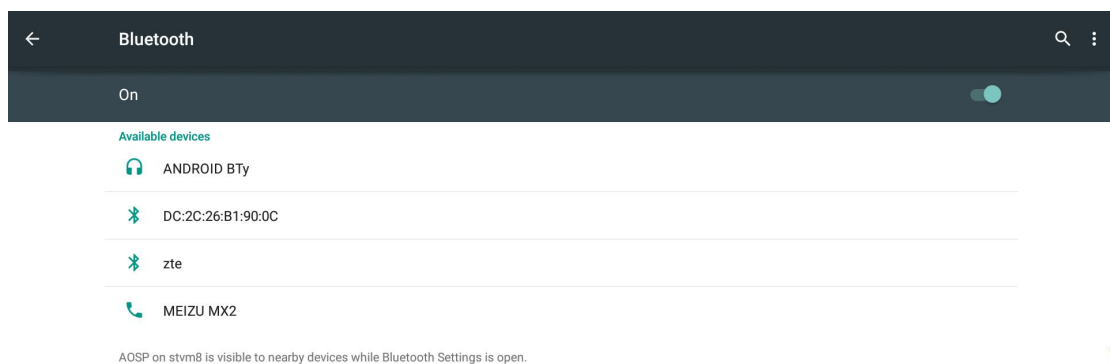 Bluetooth
On
Available devices
ANDROID BTy
DC:2C:26:B1:90:0C
zte
MEIZU MX2
AOSP on stvm8 is visible to nearby devices while Bluetooth Settings is open.